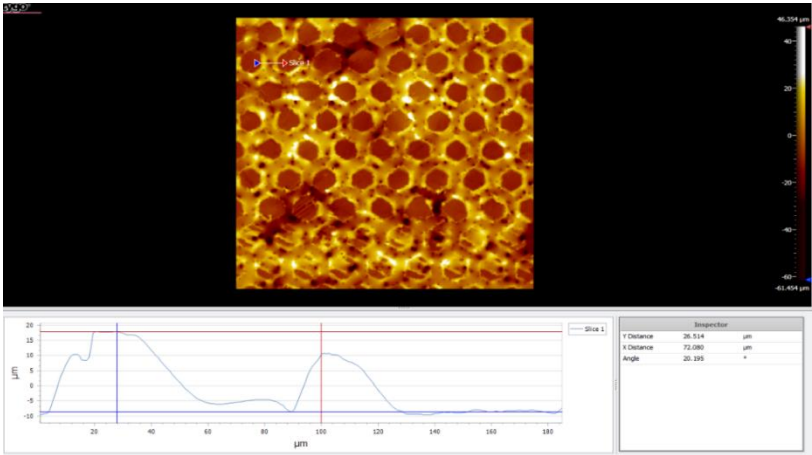 zygo
46.354 µm
40
Slice 1
20
0
-20
-40
-60
-61.454 µm
20
15
10
5
0
-5
-10
µm
20 40 60 80 100 120 140 160 185
µm
Slice 1
Inspector
Y Distance 26.514 µm
X Distance 72.080 µm
Angle 20.195 °